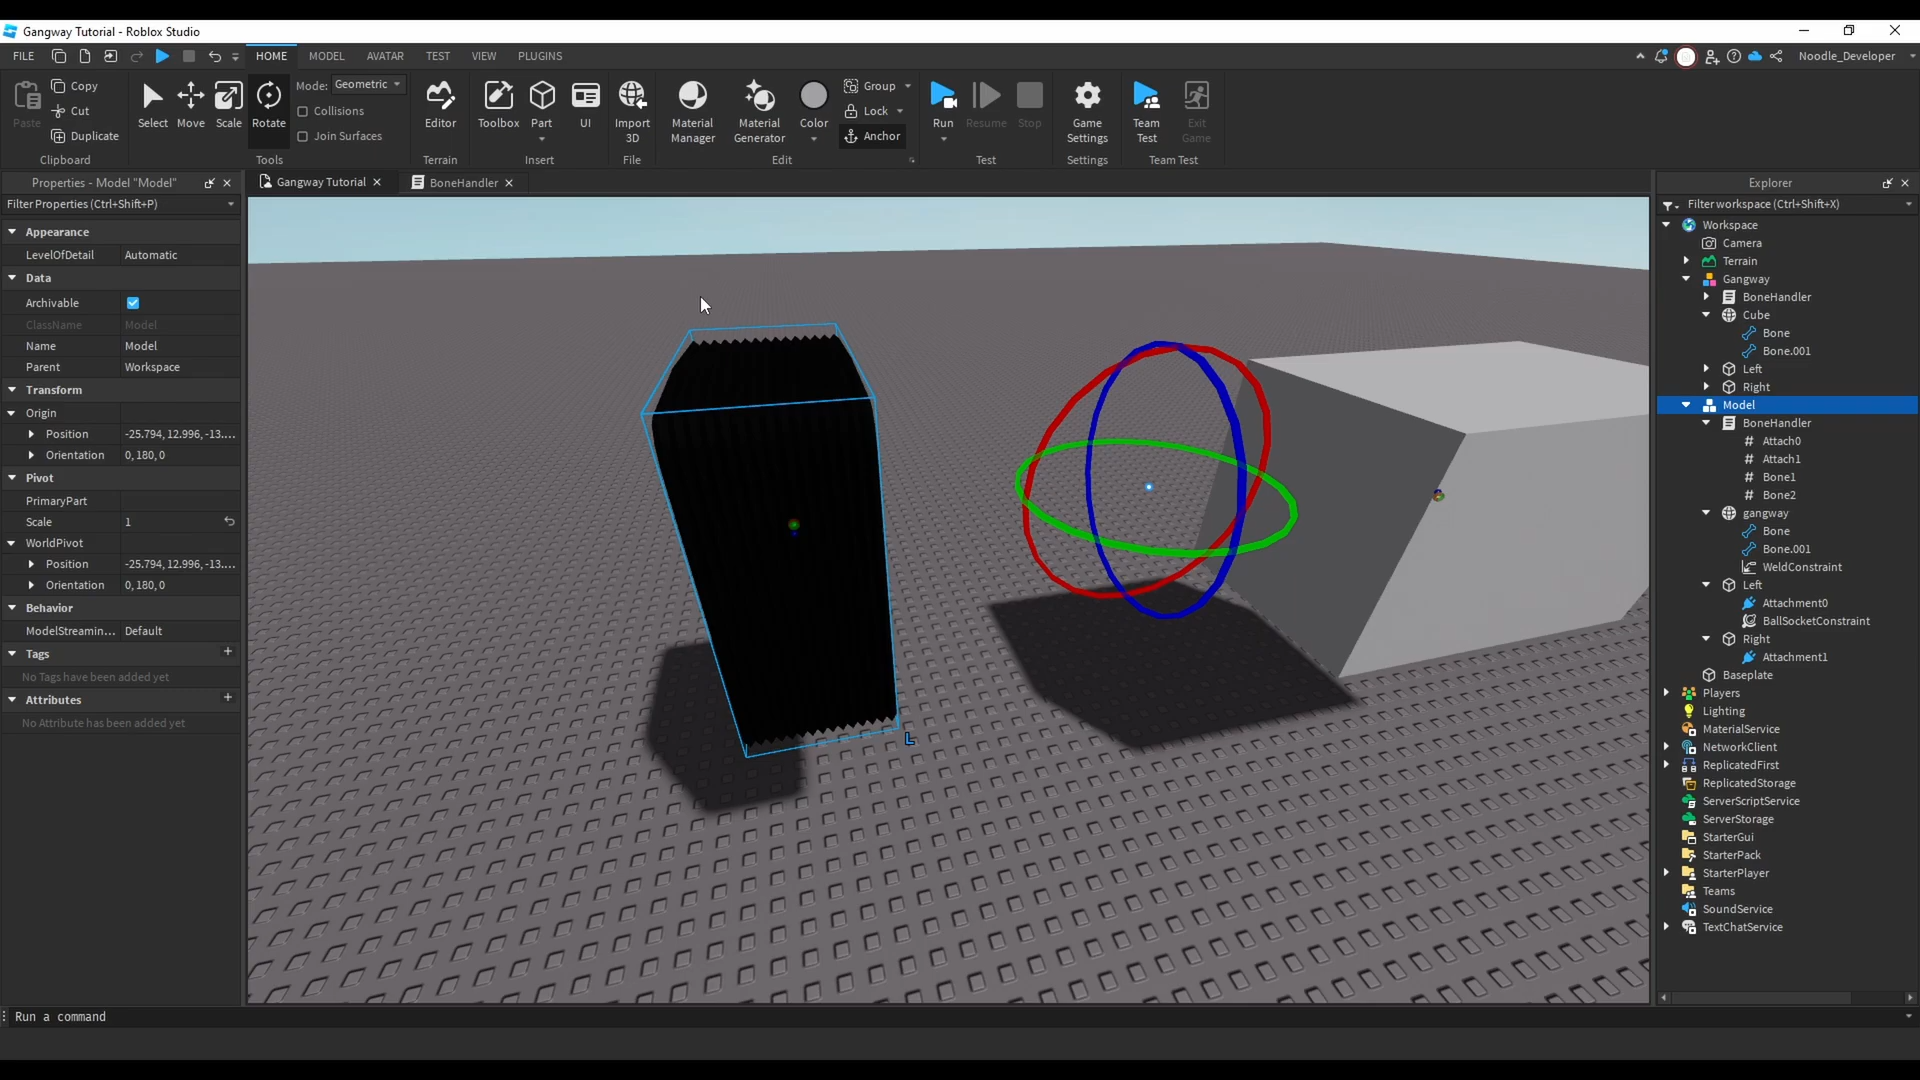 Gangway Tutorial - Roblox Studio
FILE HOME MODEL AVATAR TEST VIEW PLUGINS Noodle_Developer
Paste Copy Cut Duplicate Clipboard
Select Move Scale Rotate Mode: Geometric Collisions Join Surfaces Tools
Editor Terrain
Toolbox Part UI Insert
Import 3D File
Material Manager Material Generator Color Group Lock Anchor Edit
Run Resume Stop Test
Game Settings Settings
Team Test Exit Game Team Test
Properties - Model "Model"
Filter Properties (Ctrl+Shift+P)
Appearance
LevelOfDetail Automatic
Data
Archivable
ClassName Model
Name Model
Parent Workspace
Transform
Origin
Position -25.794, 12.996, -13....
Orientation 0, 180, 0
Pivot
PrimaryPart
Scale 1
WorldPivot
Position -25.794, 12.996, -13....
Orientation 0, 180, 0
Behavior
ModelStreamin... Default
Tags +
No Tags have been added yet
Attributes +
No Attribute has been added yet
Gangway Tutorial BoneHandler
L
Explorer
Filter workspace (Ctrl+Shift+X)
Workspace
Camera
Terrain
Gangway
BoneHandler
Cube
Bone
Bone.001
Left
Right
Model
BoneHandler
# Attach0
# Attach1
# Bone1
# Bone2
gangway
Bone
Bone.001
WeldConstraint
Left
Attachment0
BallSocketConstraint
Right
Attachment1
Baseplate
Players
Lighting
MaterialService
NetworkClient
ReplicatedFirst
ReplicatedStorage
ServerScriptService
ServerStorage
StarterGui
StarterPack
StarterPlayer
Teams
SoundService
TextChatService
Run a command